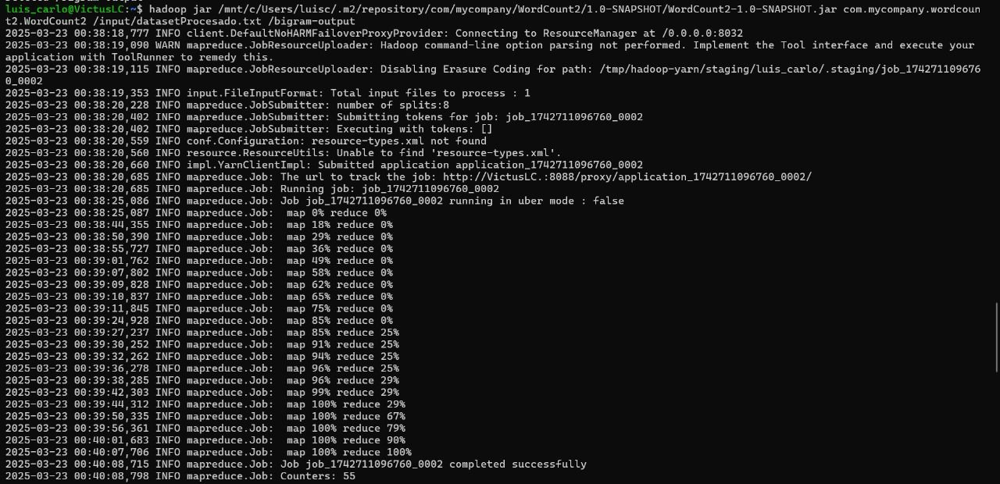 luis_carlo@VictusLC:~$ hadoop jar /mnt/c/Users/luisc/.m2/repository/com/mycompany/WordCount2/1.0-SNAPSHOT/WordCount2-1.0-SNAPSHOT.jar com.mycompany.wordcoun
t2.WordCount2 /input/datasetProcesado.txt /bigram-output
2025-03-23 00:38:18,777 INFO client.DefaultNoHARMFailoverProxyProvider: Connecting to ResourceManager at /0.0.0.0:8032
2025-03-23 00:38:19,090 WARN mapreduce.JobResourceUploader: Hadoop command-line option parsing not performed. Implement the Tool interface and execute your
application with ToolRunner to remedy this.
2025-03-23 00:38:19,115 INFO mapreduce.JobResourceUploader: Disabling Erasure Coding for path: /tmp/hadoop-yarn/staging/luis_carlo/.staging/job_174271109676
0_0002
2025-03-23 00:38:19,353 INFO input.FileInputFormat: Total input files to process : 1
2025-03-23 00:38:20,228 INFO mapreduce.JobSubmitter: number of splits:8
2025-03-23 00:38:20,402 INFO mapreduce.JobSubmitter: Submitting tokens for job: job_1742711096760_0002
2025-03-23 00:38:20,402 INFO mapreduce.JobSubmitter: Executing with tokens: []
2025-03-23 00:38:20,559 INFO conf.Configuration: resource-types.xml not found
2025-03-23 00:38:20,560 INFO resource.ResourceUtils: Unable to find 'resource-types.xml'.
2025-03-23 00:38:20,660 INFO impl.YarnClientImpl: Submitted application application_1742711096760_0002
2025-03-23 00:38:20,685 INFO mapreduce.Job: The url to track the job: http://VictusLC.:8088/proxy/application_1742711096760_0002/
2025-03-23 00:38:20,685 INFO mapreduce.Job: Running job: job_1742711096760_0002
2025-03-23 00:38:25,086 INFO mapreduce.Job: Job job_1742711096760_0002 running in uber mode : false
2025-03-23 00:38:25,087 INFO mapreduce.Job:  map 0% reduce 0%
2025-03-23 00:38:44,355 INFO mapreduce.Job:  map 18% reduce 0%
2025-03-23 00:38:50,390 INFO mapreduce.Job:  map 29% reduce 0%
2025-03-23 00:38:55,727 INFO mapreduce.Job:  map 36% reduce 0%
2025-03-23 00:39:01,762 INFO mapreduce.Job:  map 49% reduce 0%
2025-03-23 00:39:07,802 INFO mapreduce.Job:  map 58% reduce 0%
2025-03-23 00:39:09,828 INFO mapreduce.Job:  map 62% reduce 0%
2025-03-23 00:39:10,837 INFO mapreduce.Job:  map 65% reduce 0%
2025-03-23 00:39:11,845 INFO mapreduce.Job:  map 75% reduce 0%
2025-03-23 00:39:24,928 INFO mapreduce.Job:  map 85% reduce 0%
2025-03-23 00:39:27,237 INFO mapreduce.Job:  map 85% reduce 25%
2025-03-23 00:39:30,252 INFO mapreduce.Job:  map 91% reduce 25%
2025-03-23 00:39:32,262 INFO mapreduce.Job:  map 94% reduce 25%
2025-03-23 00:39:36,278 INFO mapreduce.Job:  map 96% reduce 25%
2025-03-23 00:39:38,285 INFO mapreduce.Job:  map 96% reduce 29%
2025-03-23 00:39:42,303 INFO mapreduce.Job:  map 99% reduce 29%
2025-03-23 00:39:44,312 INFO mapreduce.Job:  map 100% reduce 29%
2025-03-23 00:39:50,335 INFO mapreduce.Job:  map 100% reduce 67%
2025-03-23 00:39:56,361 INFO mapreduce.Job:  map 100% reduce 79%
2025-03-23 00:40:01,683 INFO mapreduce.Job:  map 100% reduce 90%
2025-03-23 00:40:07,706 INFO mapreduce.Job:  map 100% reduce 100%
2025-03-23 00:40:08,715 INFO mapreduce.Job: Job job_1742711096760_0002 completed successfully
2025-03-23 00:40:08,798 INFO mapreduce.Job: Counters: 55